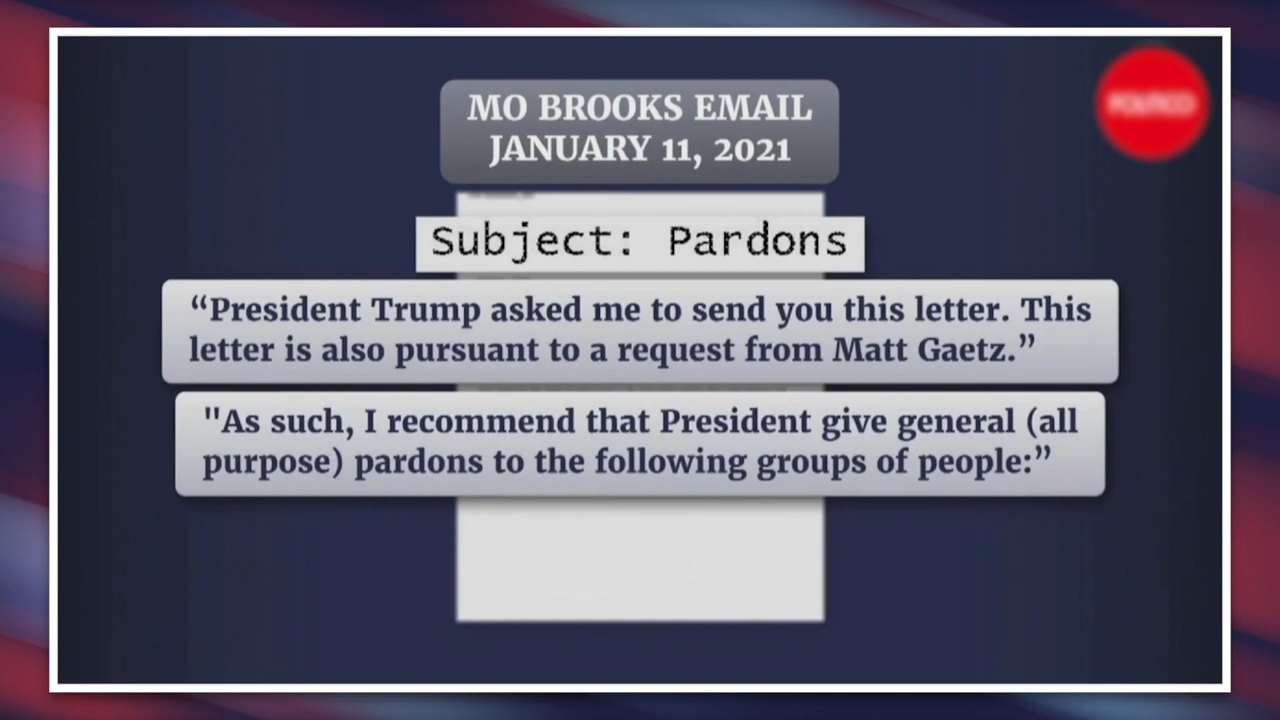 MO BROOKS EMAIL
JANUARY 11, 2021
POLITICO
Subject: Pardons
“President Trump asked me to send you this letter. This
letter is also pursuant to a request from Matt Gaetz.”
"As such, I recommend that President give general (all
purpose) pardons to the following groups of people:”